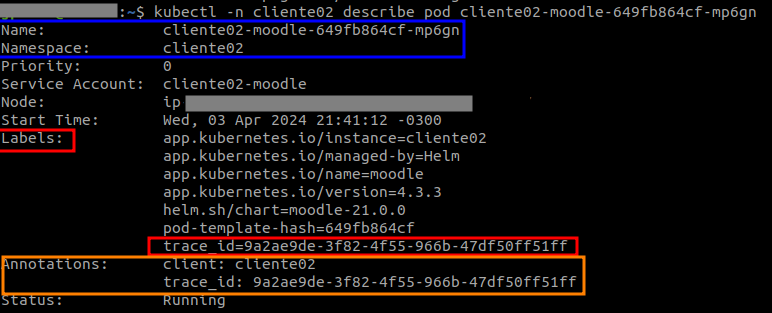 :~$ kubectl -n cliente02 describe pod cliente02-moodle-649fb864cf-mp6gn
Name: cliente02-moodle-649fb864cf-mp6gn
Namespace: cliente02
Priority: 0
Service Account: cliente02-moodle
Node: ip
Start Time: Wed, 03 Apr 2024 21:41:12 -0300
Labels: app.kubernetes.io/instance=cliente02
app.kubernetes.io/managed-by=Helm
app.kubernetes.io/name=moodle
app.kubernetes.io/version=4.3.3
helm.sh/chart=moodle-21.0.0
pod-template-hash=649fb864cf
trace_id=9a2ae9de-3f82-4f55-966b-47df50ff51ff
Annotations: client: cliente02
trace_id: 9a2ae9de-3f82-4f55-966b-47df50ff51ff
Status: Running